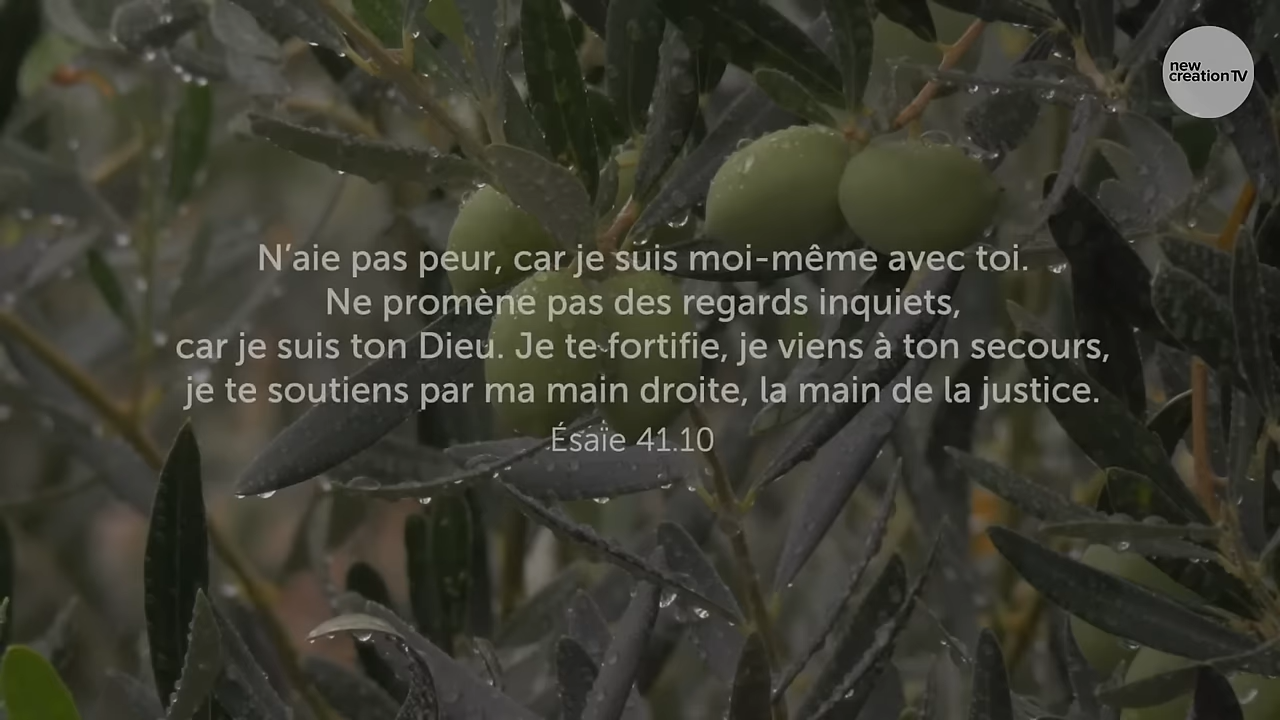 new
creation TV
N’aie pas peur, car je suis moi-même avec toi.
Ne promène pas des regards inquiets,
car je suis ton Dieu. Je te fortifie, je viens à ton secours,
je te soutiens par ma main droite, la main de la justice.
Ésaïe 41.10